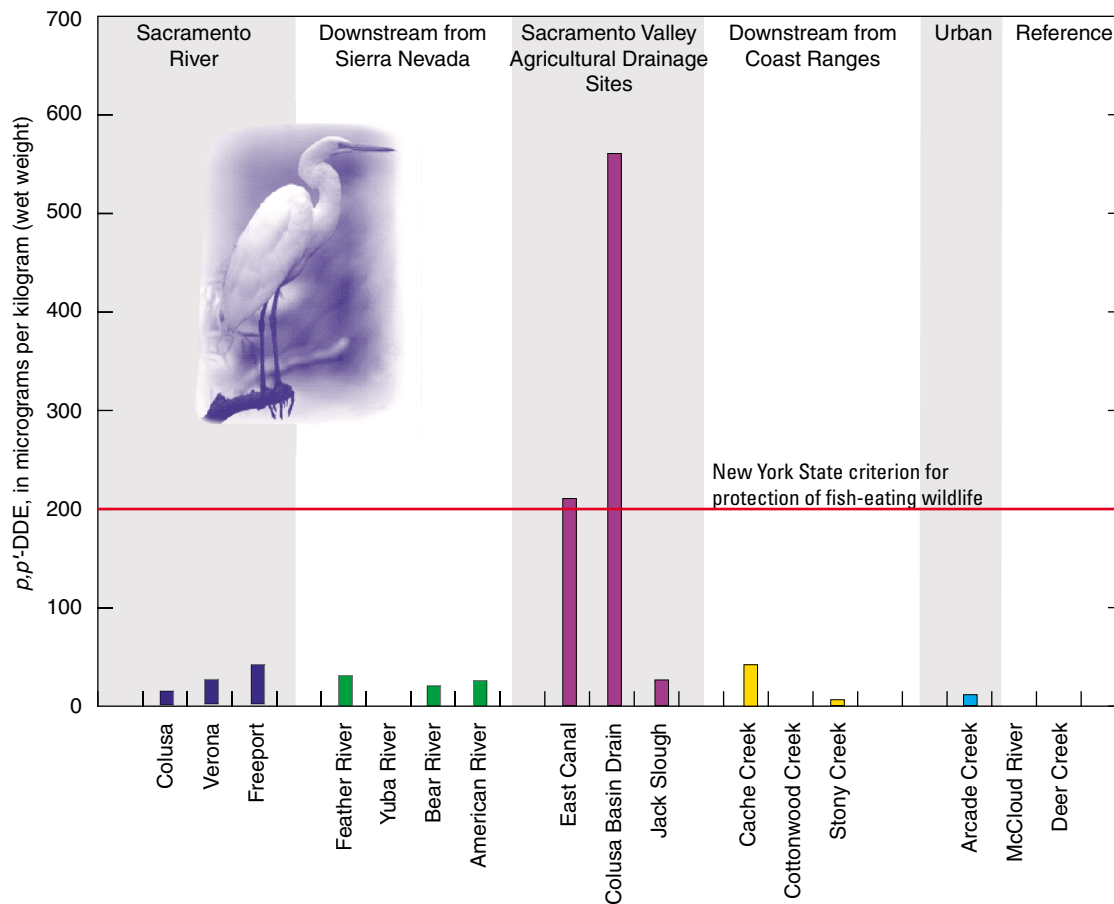 p,p'-DDE, in micrograms per kilogram (wet weight)
700
600
500
400
300
200
100
0
Sacramento
River
Downstream from
Sierra Nevada
Sacramento Valley
Agricultural Drainage
Sites
Downstream from
Coast Ranges
Urban
Reference
New York State criterion for
protection of fish-eating wildlife
Colusa
Verona
Freeport
Feather River
Yuba River
Bear River
American River
East Canal
Colusa Basin Drain
Jack Slough
Cache Creek
Cottonwood Creek
Stony Creek
Arcade Creek
McCloud River
Deer Creek